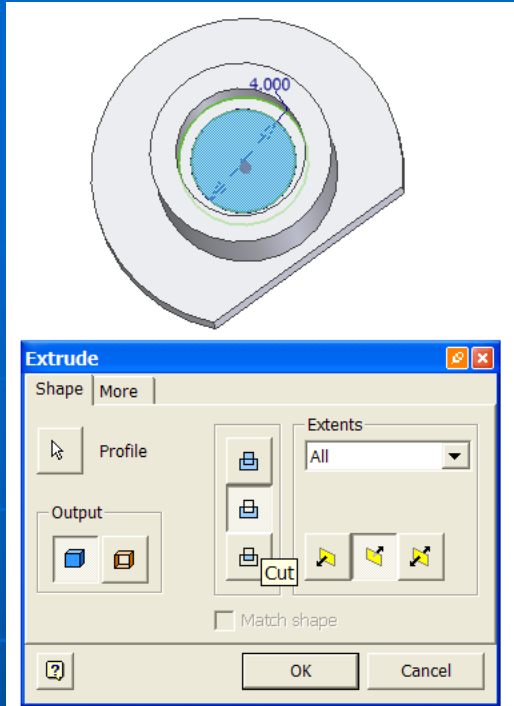 4.000
Extrude
Shape More
Profile
Extents
All
Output
Cut
Match shape
? OK Cancel